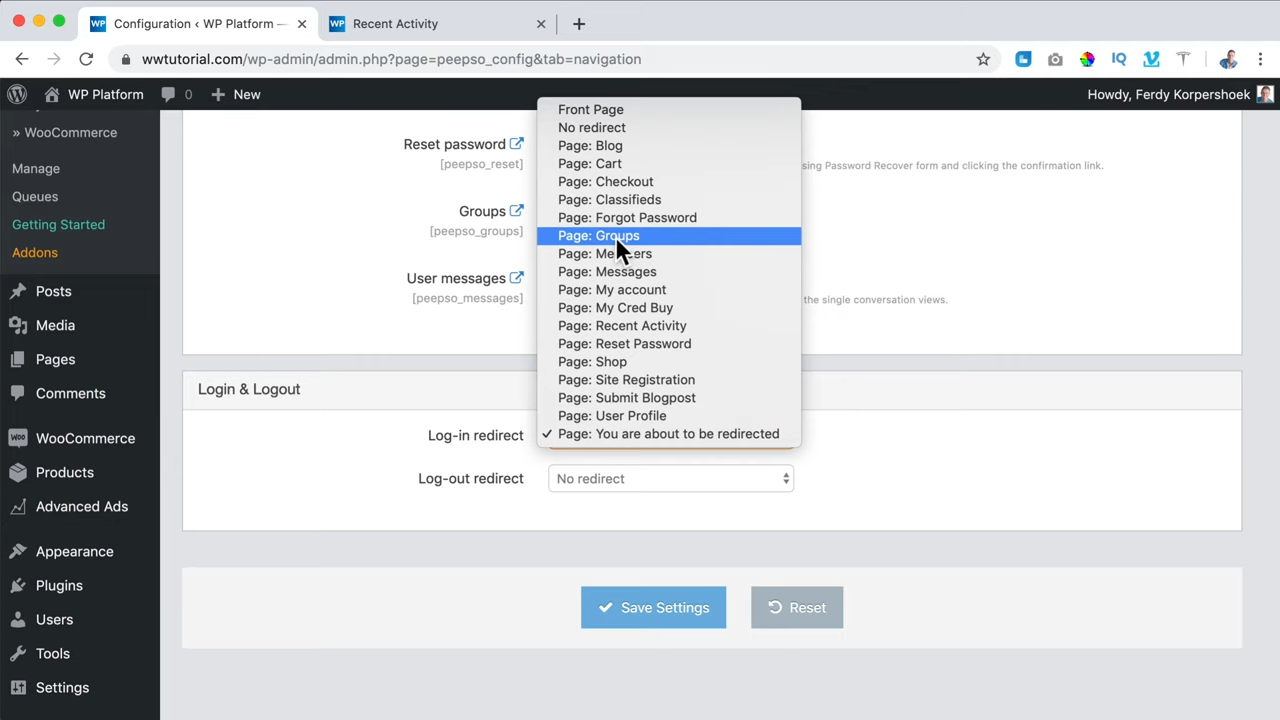 WP Configuration ‹ WP Platform —
WP Recent Activity
wwtutorial.com/wp-admin/admin.php?page=peepso_config&tab=navigation
IQ
WP Platform
0
New
Howdy, Ferdy Korpershoek
» WooCommerce
Manage
Queues
Getting Started
Addons
Posts
Media
Pages
Comments
WooCommerce
Products
Advanced Ads
Appearance
Plugins
Users
Tools
Settings
Reset password
[peepso_reset]
sing Password Recover form and clicking the confirmation link.
Groups
[peepso_groups]
User messages
[peepso_messages]
the single conversation views.
Front Page
No redirect
Page: Blog
Page: Cart
Page: Checkout
Page: Classifieds
Page: Forgot Password
Page: Groups
Page: Members
Page: Messages
Page: My account
Page: My Cred Buy
Page: Recent Activity
Page: Reset Password
Page: Shop
Page: Site Registration
Page: Submit Blogpost
Page: User Profile
✓ Page: You are about to be redirected
Login & Logout
Log-in redirect
Log-out redirect
No redirect
Save Settings
Reset